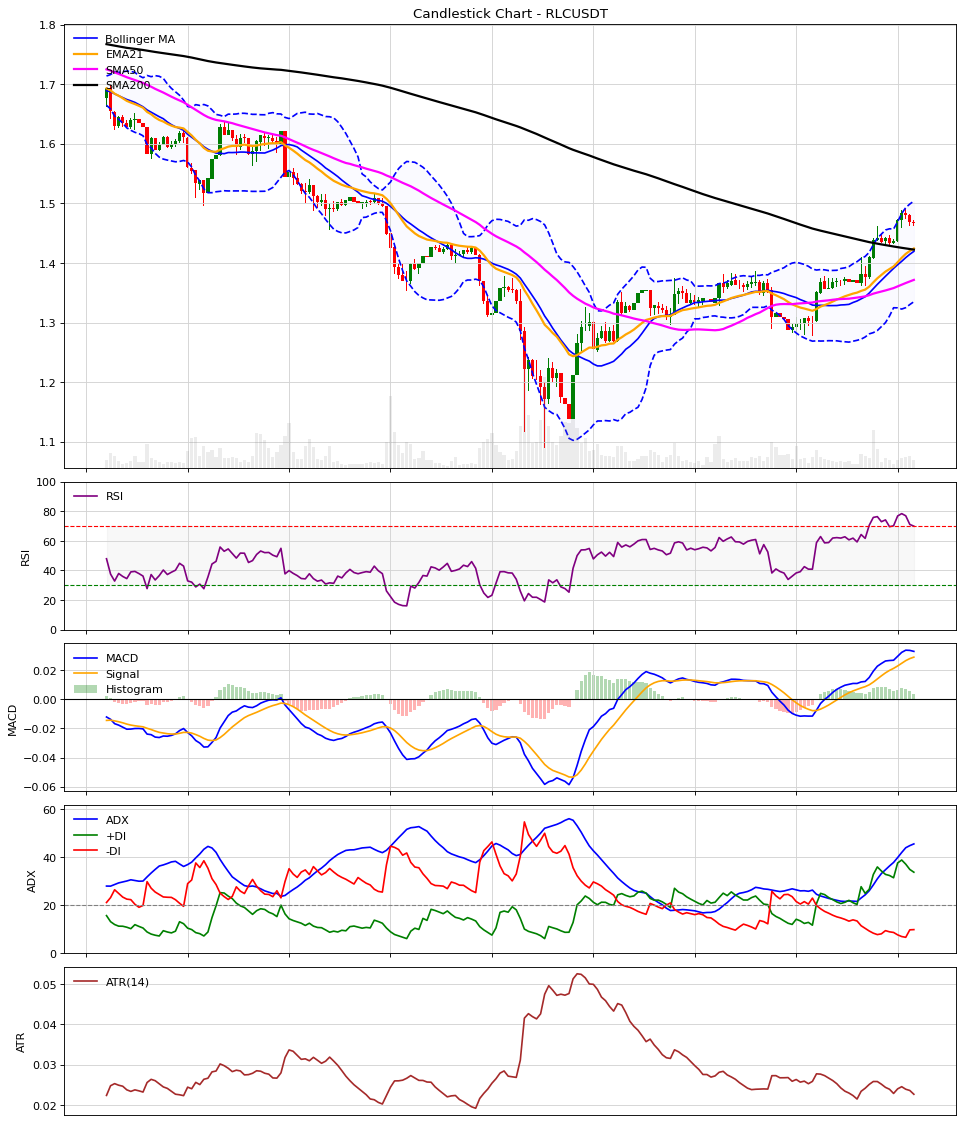 Candlestick Chart - RLCUSDT
Bollinger MA
EMA21
SMA50
SMA200
1.8
1.7
1.6
1.5
1.4
1.3
1.2
1.1
RSI
RSI
100
80
60
40
20
0
MACD
Signal
Histogram
MACD
0.02
0.00
−0.02
−0.04
−0.06
ADX
+DI
-DI
ADX
60
40
20
0
ATR(14)
ATR
0.05
0.04
0.03
0.02